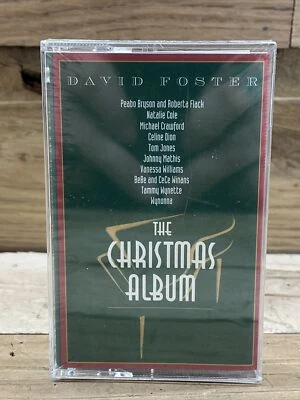 DAVID FOSTER
Peabo Bryson and Roberta Flack
Natalie Cole
Michael Crawford
Celine Dion
Tom Jones
Johnny Mathis
Vanessa Williams
BeBe and CeCe Winans
Tammy Wynette
Wynonna
THE
CHRISTMAS
ALBUM